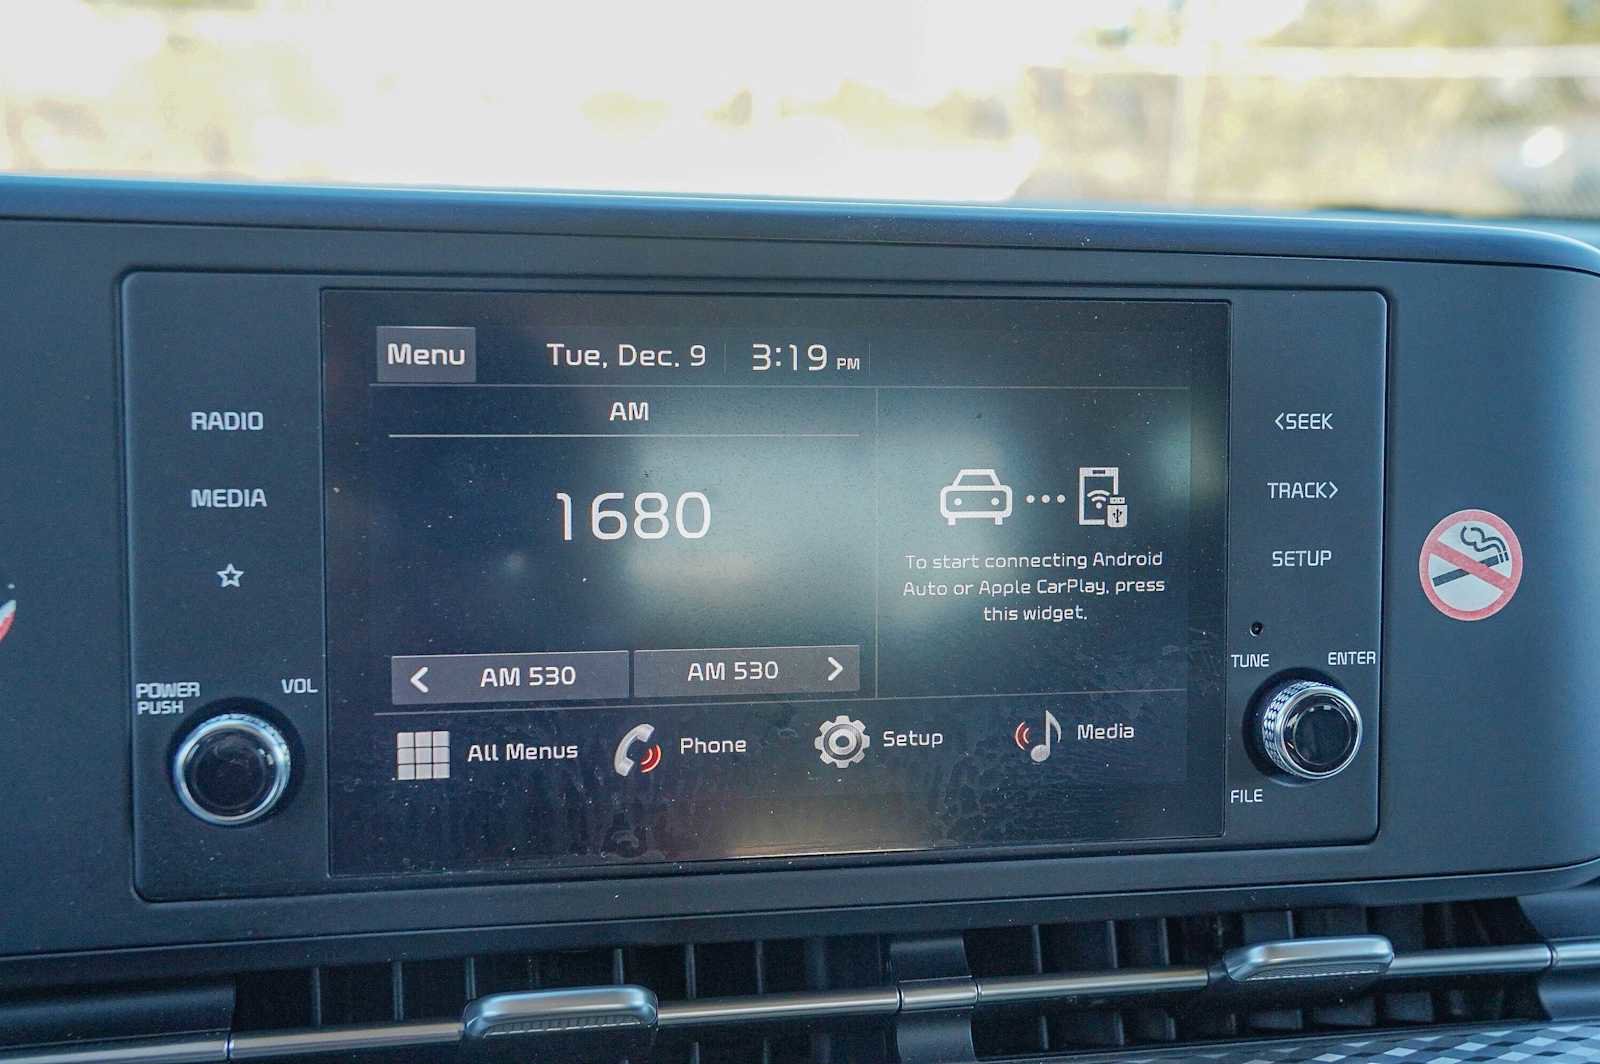 Menu
Tue, Dec. 9
3:19 PM
AM
1680
AM 530
AM 530
To start connecting Android
Auto or Apple CarPlay, press
this widget.
All Menus
Phone
Setup
Media
RADIO
MEDIA
POWER
PUSH
VOL
<SEEK
TRACK>
SETUP
TUNE
ENTER
FILE